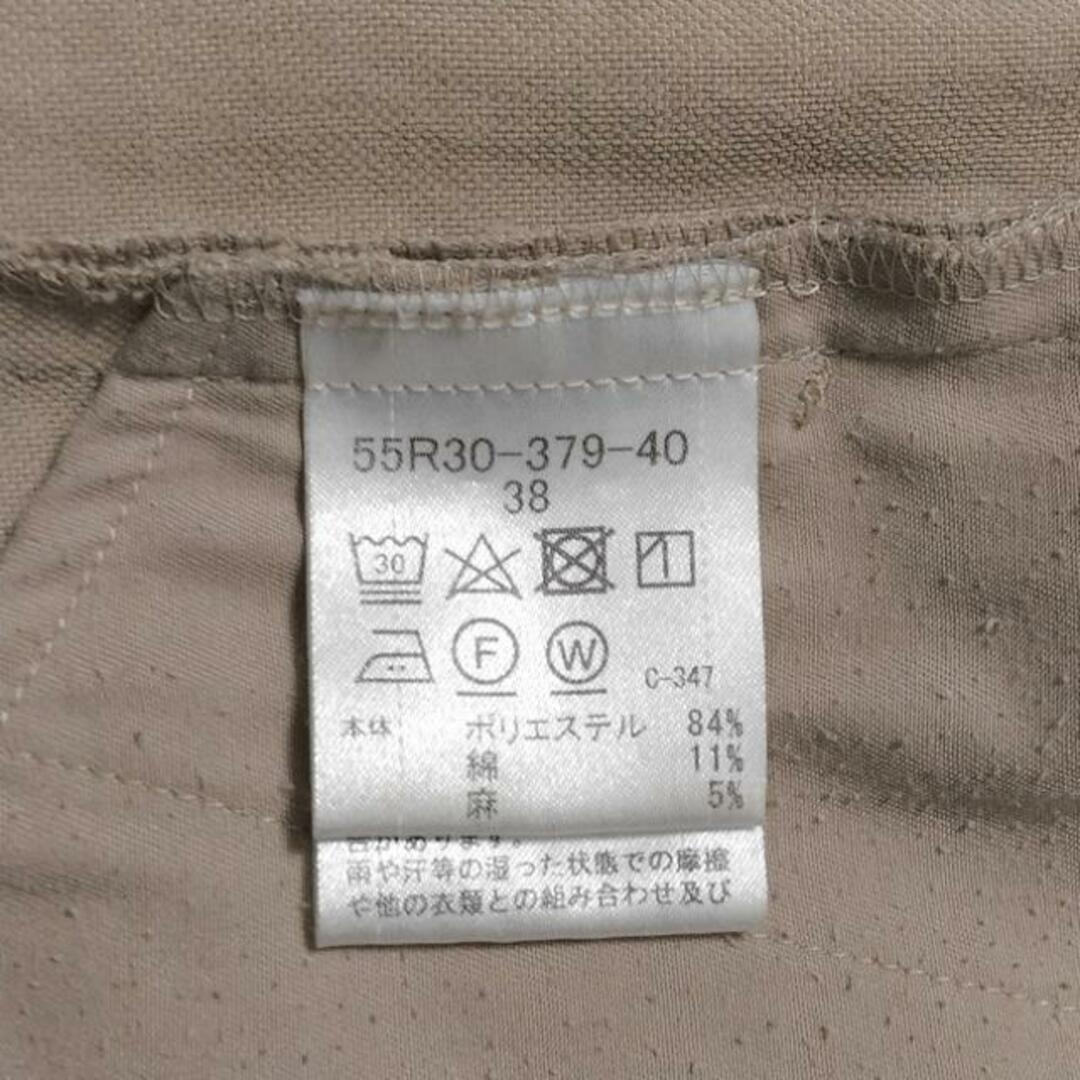 55R30-379-40
38
30
F W C-347
本体 ポリエステル 84%
綿 11%
麻 5%
雨や汗等の湿った状態での摩擦
や他の衣類との組み合わせ及び